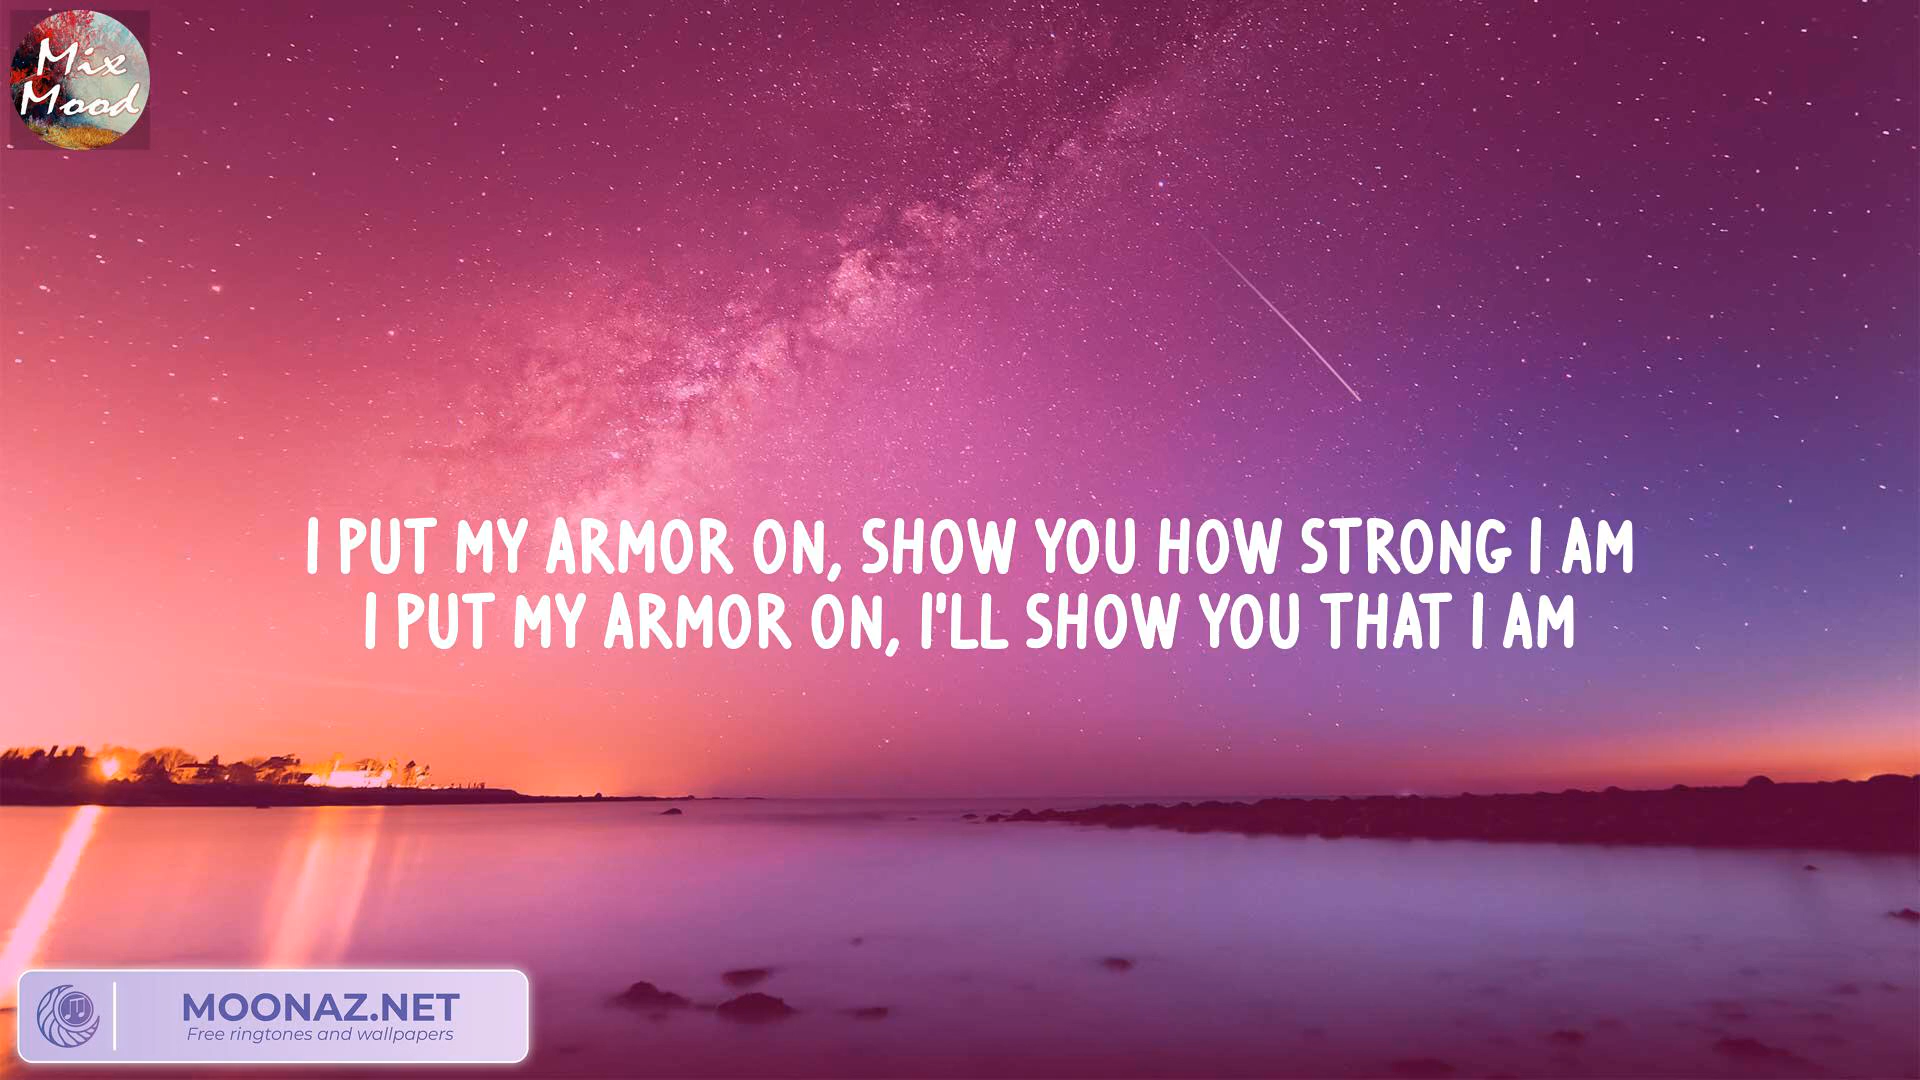 Mix
Mood
I PUT MY ARMOR ON, SHOW YOU HOW STRONG I AM
I PUT MY ARMOR ON, I'LL SHOW YOU THAT I AM
MOONAZ.NET
Free ringtones and wallpapers